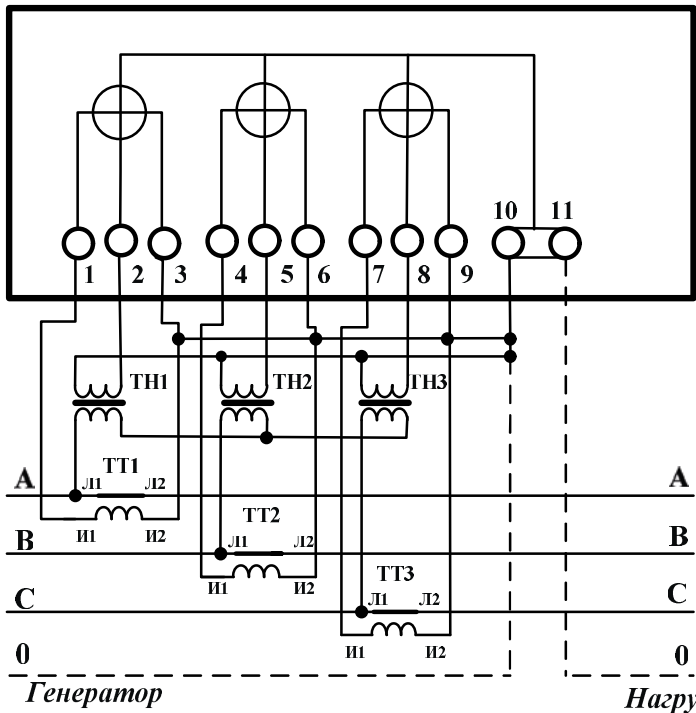 10 11
1 2 3 4 5 6 7 8 9
ТН1 ТН2 ТН3
ТТ1
A Л1 Л2 A
И1 И2
ТТ2
B Л1 Л2 B
И1 И2
ТТ3
C Л1 Л2 C
И1 И2
0 0
Генератор Нагру